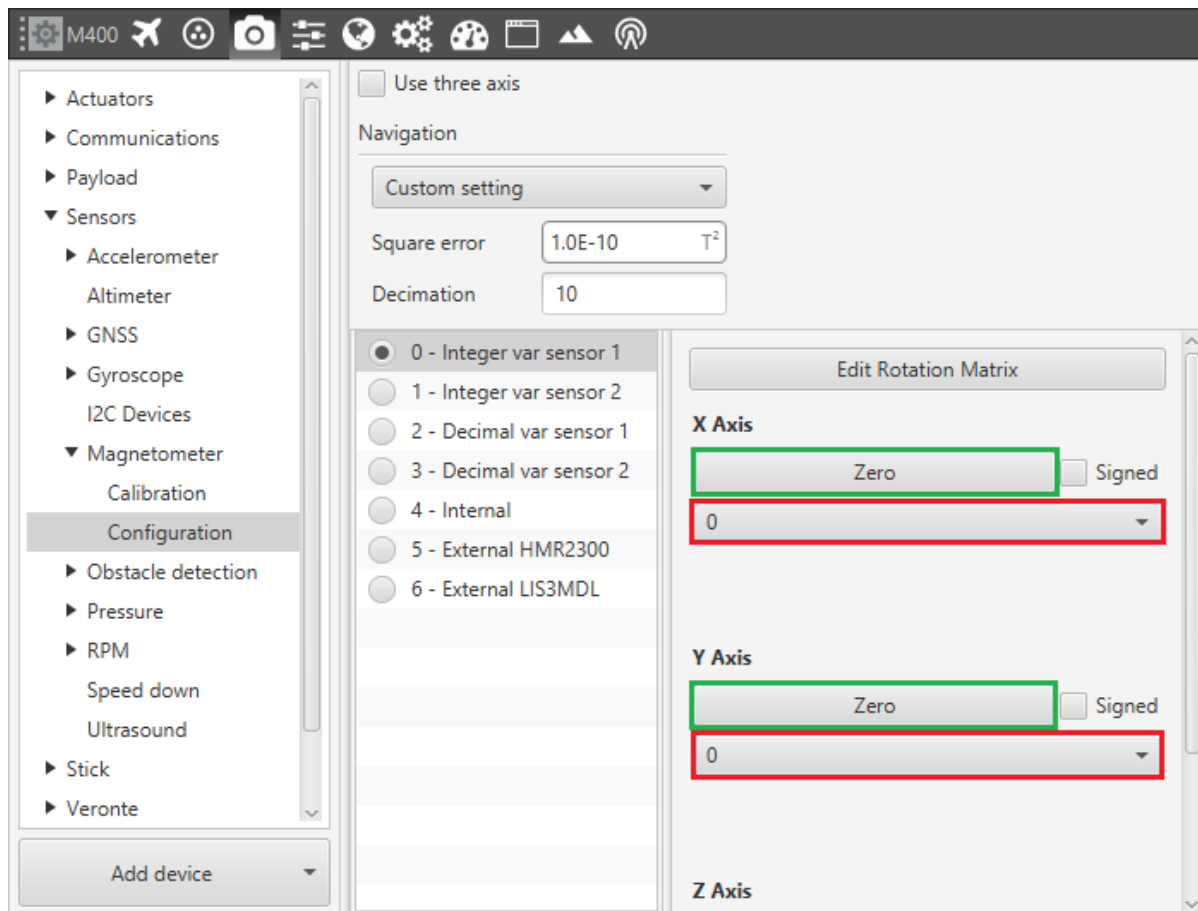 M400
Actuators
Communications
Payload
Sensors
Accelerometer
Altimeter
GNSS
Gyroscope
I2C Devices
Magnetometer
Calibration
Configuration
Obstacle detection
Pressure
RPM
Speed down
Ultrasound
Stick
Veronte
Add device
Use three axis
Navigation
Custom setting
Square error 1.0E-10 T²
Decimation 10
0 - Integer var sensor 1
1 - Integer var sensor 2
2 - Decimal var sensor 1
3 - Decimal var sensor 2
4 - Internal
5 - External HMR2300
6 - External LIS3MDL
Edit Rotation Matrix
X Axis
Zero Signed
0
Y Axis
Zero Signed
0
Z Axis